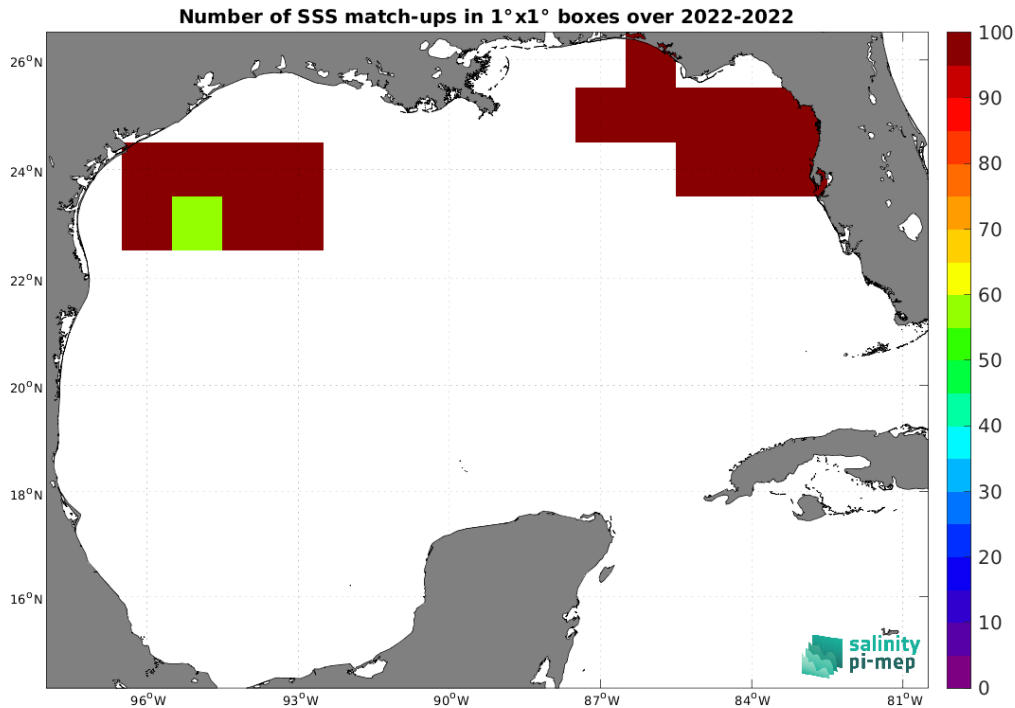 Number of SSS match-ups in 1°x1° boxes over 2022-2022
26°N
24°N
22°N
20°N
18°N
16°N
96°W
93°W
90°W
87°W
84°W
81°W
100
90
80
70
60
50
40
30
20
10
0
salinity
pi-mep